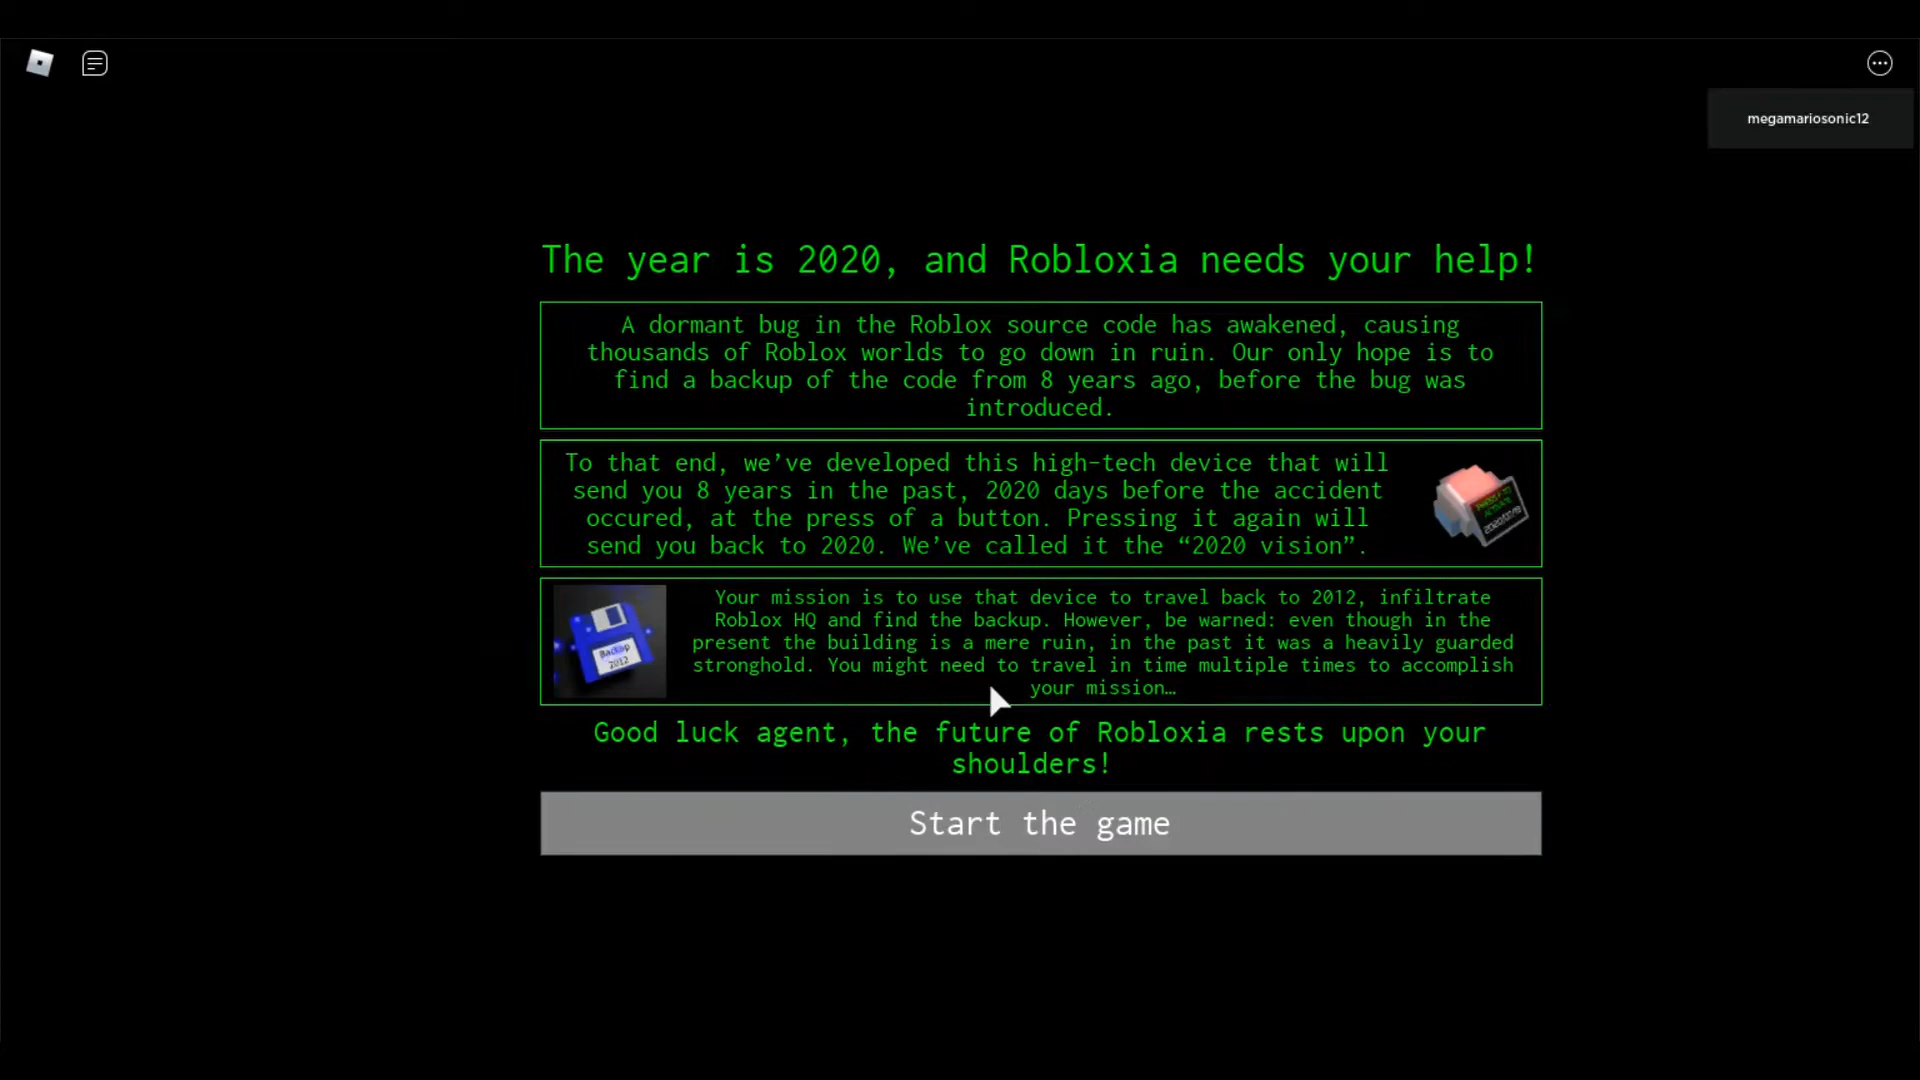 megamariosonic12
The year is 2020, and Robloxia needs your help!
A dormant bug in the Roblox source code has awakened, causing
thousands of Roblox worlds to go down in ruin. Our only hope is to
find a backup of the code from 8 years ago, before the bug was
introduced.
To that end, we’ve developed this high-tech device that will
send you 8 years in the past, 2020 days before the accident
occured, at the press of a button. Pressing it again will
send you back to 2020. We’ve called it the “2020 vision”.
Backup
2012
Your mission is to use that device to travel back to 2012, infiltrate
Roblox HQ and find the backup. However, be warned: even though in the
present the building is a mere ruin, in the past it was a heavily guarded
stronghold. You might need to travel in time multiple times to accomplish
your mission…
Good luck agent, the future of Robloxia rests upon your
shoulders!
Start the game